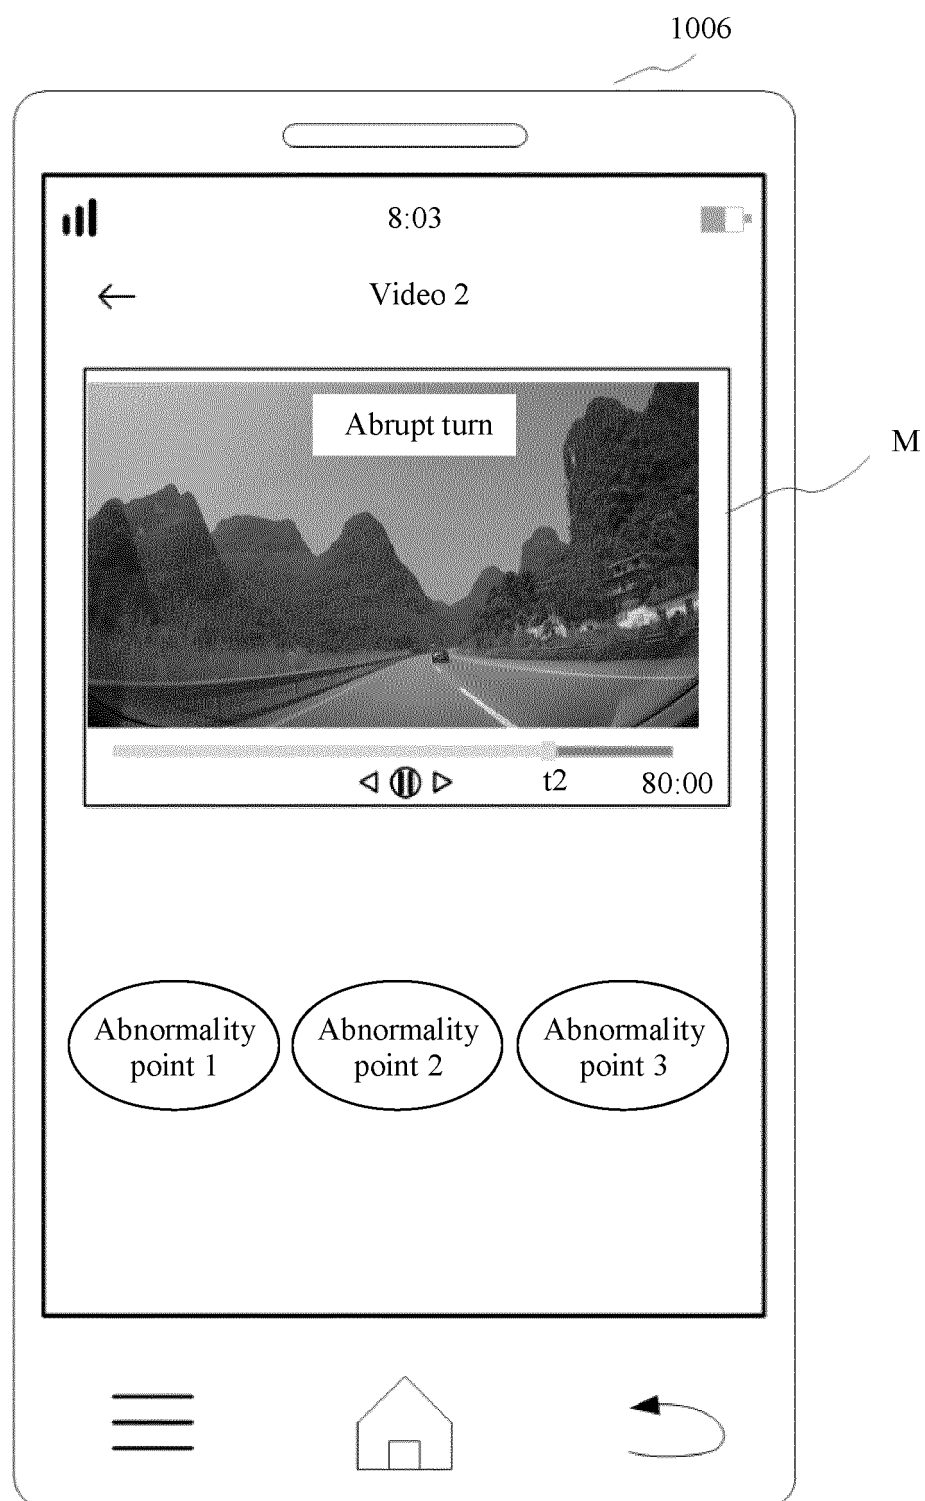 1006
8:03
Video 2
Abrupt turn
M
t2 80:00
Abnormality point 1
Abnormality point 2
Abnormality point 3